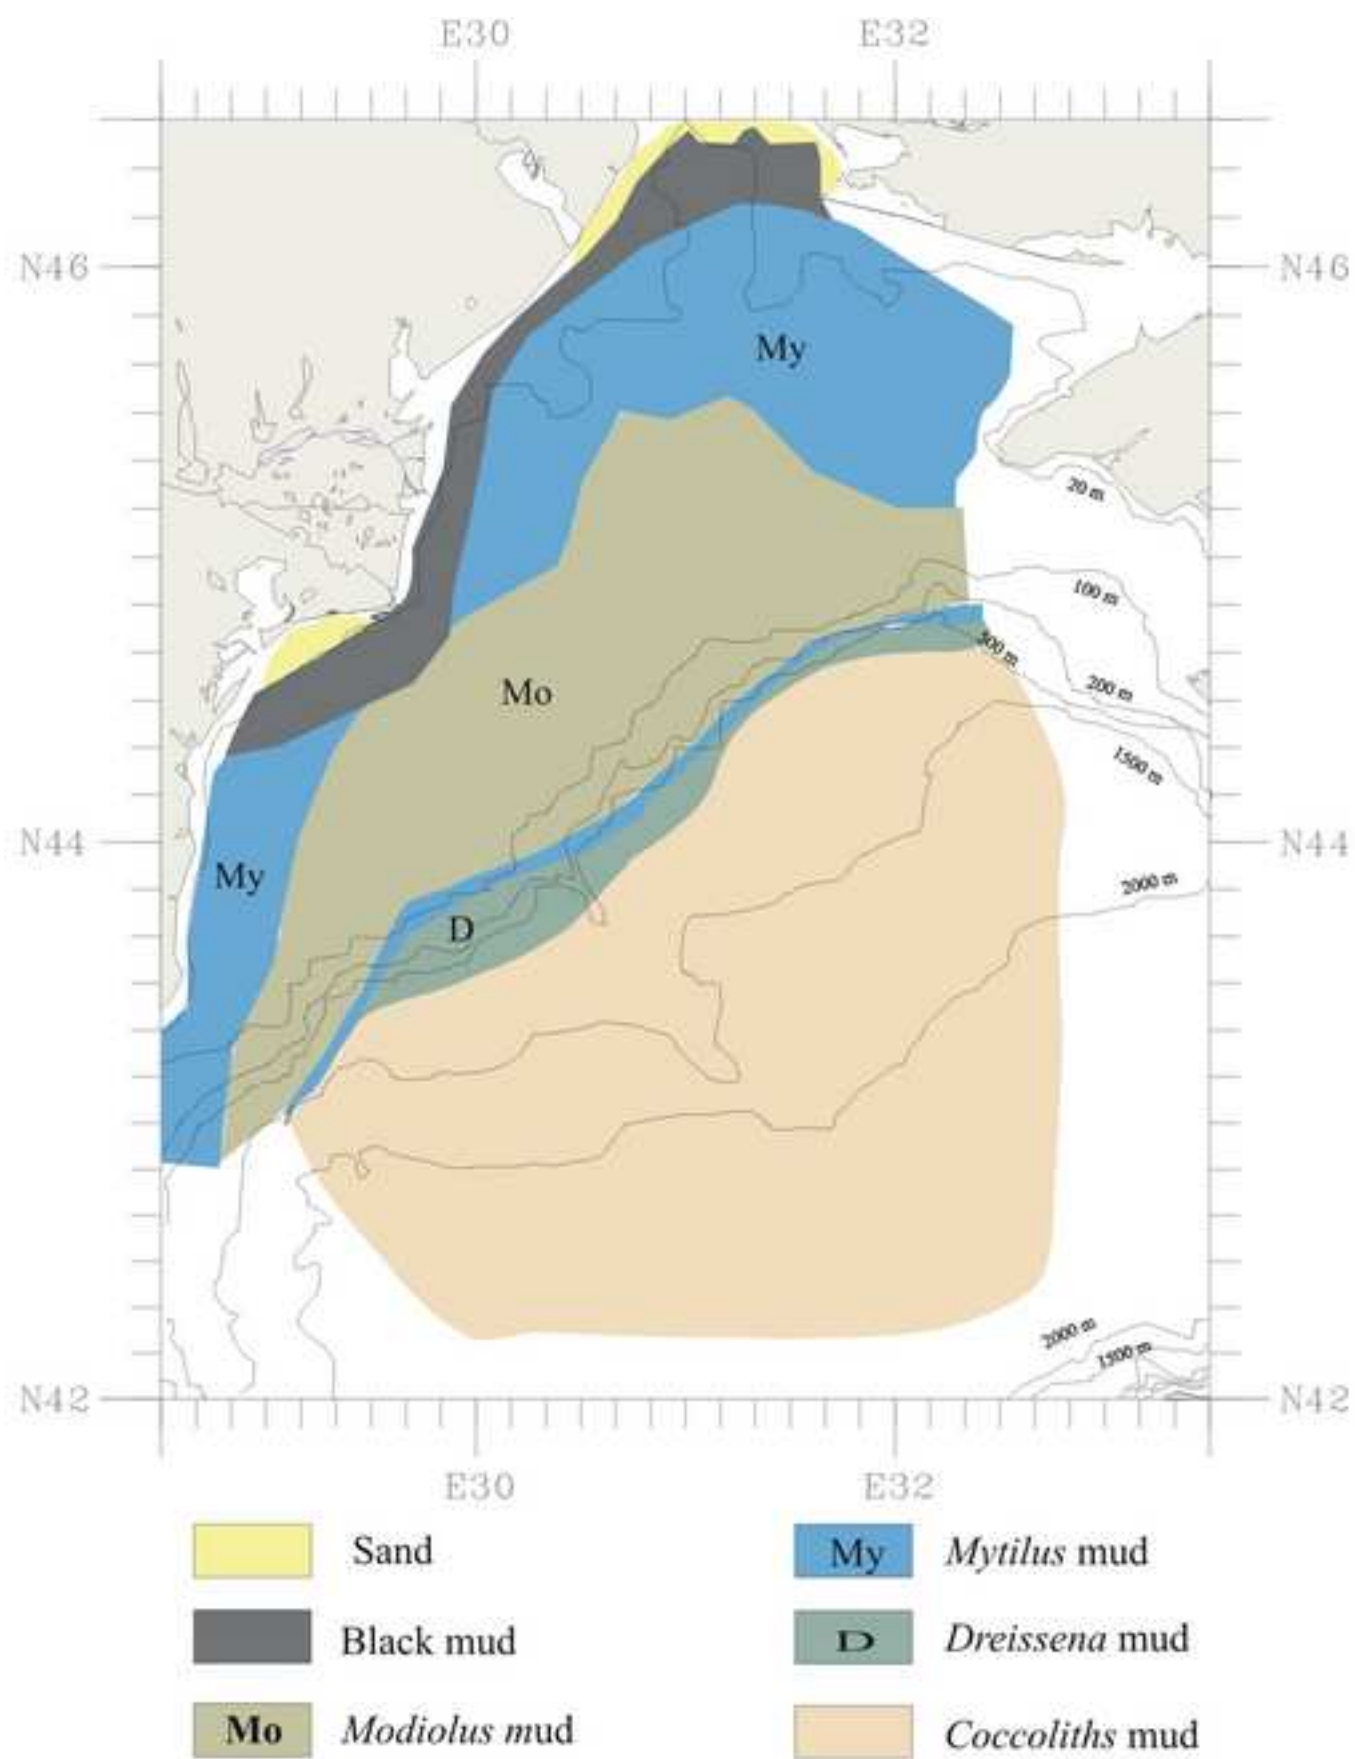 E30 E32
N46 N46
My
20 m
100 m
Mo
500 m
200 m
1500 m
N44 N44
My
2000 m
D
2000 m
1500 m
N42 N42
E30 E32
Sand
My Mytilus mud
Black mud
D Dreissena mud
Mo Modiolus mud
Coccoliths mud